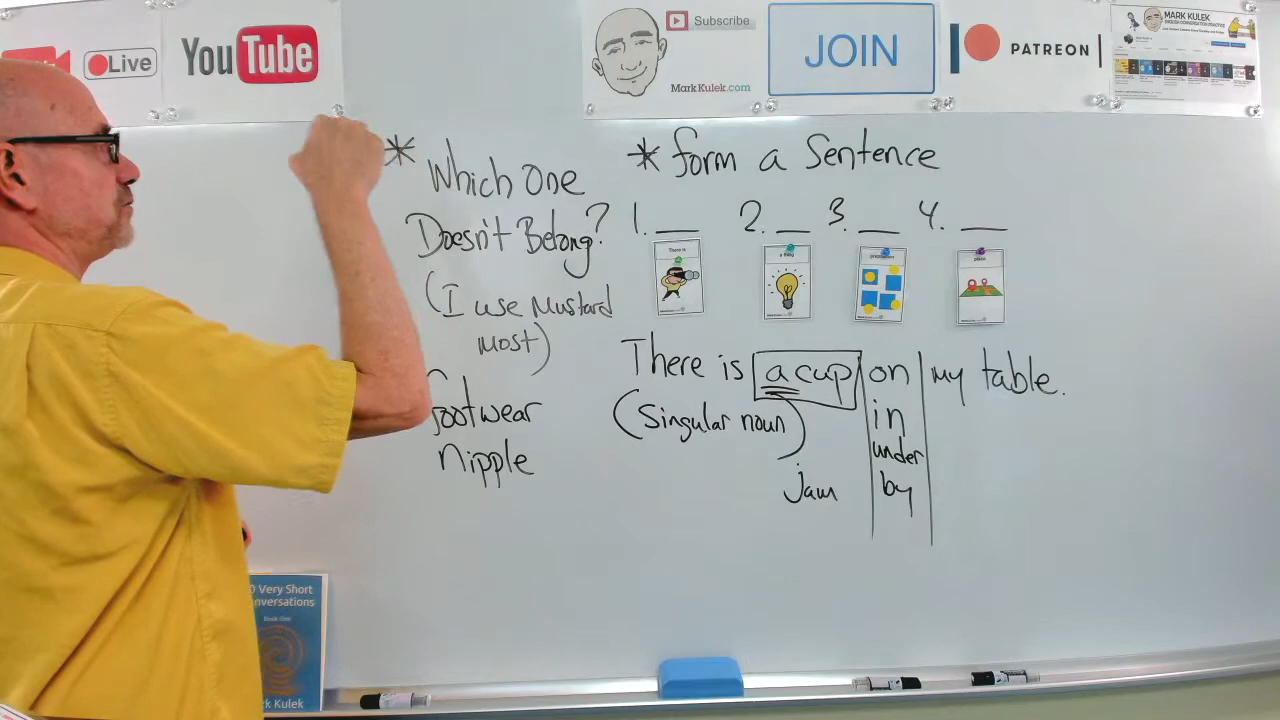 Live
YouTube
Subscribe
MarkKulek.com
JOIN
PATREON
MARK KULEK
* Which One
Doesn't Belong?
(I use Mustard
most)
footwear
nipple
* form a Sentence
1. __ 2. __ 3. __ 4. __
There is
a thing
preposition
place
There is a cup on my table.
(Singular noun)
in
under
by
jam
Very Short
Conversations
Book One
Kulek